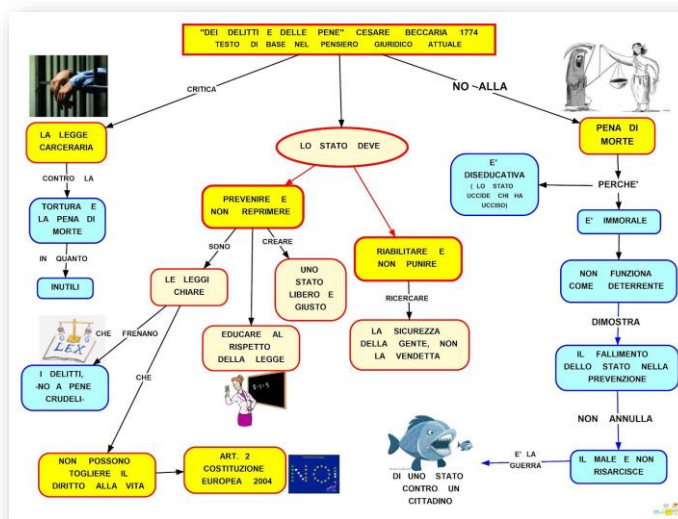 "DEI DELITTI E DELLE PENE" CESARE BECCARIA 1774
TESTO DI BASE NEL PENSIERO GIURIDICO ATTUALE
CRITICA
NO ALLA
LA LEGGE
CARCERARIA
LO STATO DEVE
PENA DI
MORTE
CONTRO LA
E'
DISEDUCATIVA
( LO STATO
UCCIDE CHI HA
UCCISO)
PERCHE'
TORTURA E
LA PENA DI
MORTE
PREVENIRE E
NON REPRIMERE
E' IMMORALE
IN QUANTO
SONO
CREARE
RIABILITARE E
NON PUNIRE
INUTILI
LE LEGGI
CHIARE
UNO
STATO
LIBERO E
GIUSTO
NON FUNZIONA
COME DETERRENTE
RICERCARE
DIMOSTRA
LEX
CHE FRENANO
EDUCARE AL
RISPETTO
DELLA LEGGE
LA SICUREZZA
DELLA GENTE, NON
LA VENDETTA
IL FALLIMENTO
DELLO STATO NELLA
PREVENZIONE
I DELITTI,
-NO A PENE
CRUDELI-
CHE
NON ANNULLA
NON POSSONO
TOGLIERE IL
DIRITTO ALLA VITA
ART. 2
COSTITUZIONE
EUROPEA 2004
E' LA
GUERRA
IL MALE E NON
RISARCISCE
DI UNO STATO
CONTRO UN
CITTADINO